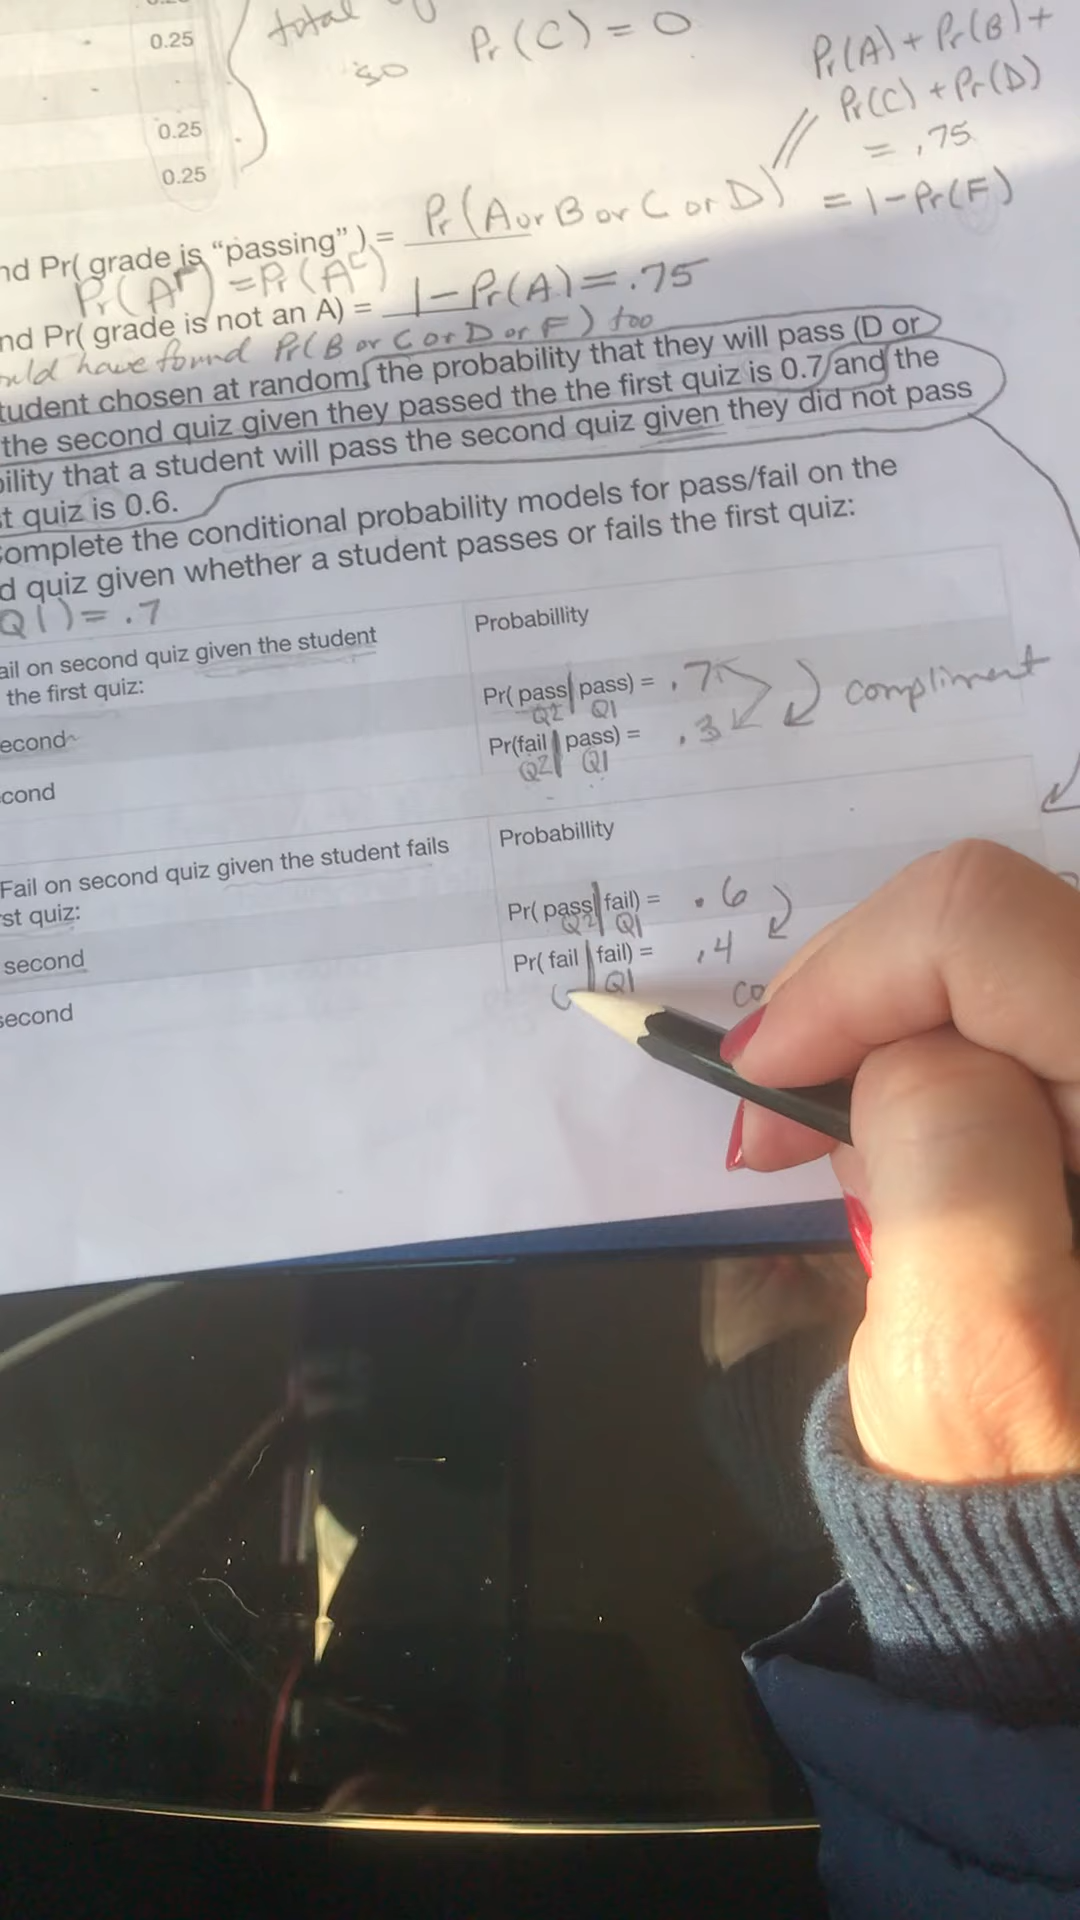 0.25
total
so Pr(C) = 0
Pr(A) + Pr(B) +
Pr(C) + Pr(D)
= .75
0.25
0.25
nd Pr( grade is “passing” ) = Pr(A or B or C or D) = 1 - Pr(F)
= Pr(Aᶜ)
nd Pr( grade is not an A) = 1 - Pr(A) = .75
uld have found Pr(B or C or D or F) too
tudent chosen at random, the probability that they will pass (D or
the second quiz given they passed the the first quiz is 0.7 and the
bility that a student will pass the second quiz given they did not pass
t quiz is 0.6.
Complete the conditional probability models for pass/fail on the
d quiz given whether a student passes or fails the first quiz:
Q1) = .7
ail on second quiz given the student
the first quiz:
Probabillity
econd
Pr( pass | pass) = .7
Q2 | Q1
compliment
cond
Pr(fail | pass) = .3
Q2 | Q1
Fail on second quiz given the student fails
rst quiz:
Probabillity
second
Pr( pass | fail) = .6
Q2 | Q1
second
Pr( fail | fail) = .4
Q1
co